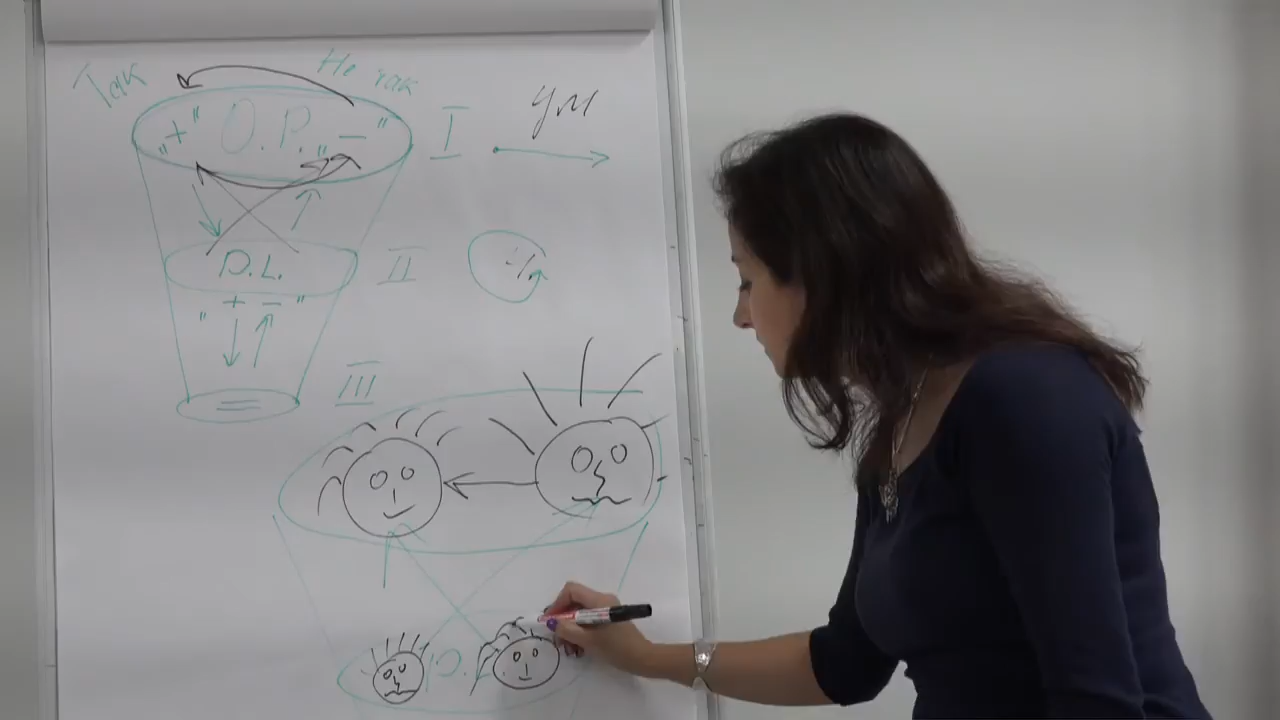 Так Не так
"+" О.Р. "—" I ум
D.L. II
" + — "
III